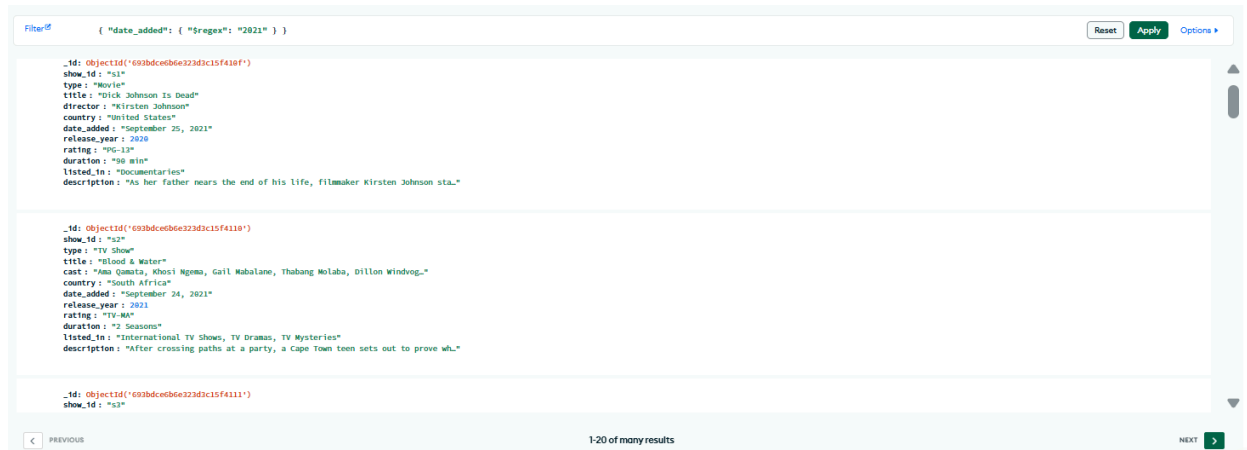 Filter
{ "date_added": { "$regex": "2021" } }
Reset
Apply
Options
_id: ObjectId('693bdce6b6e323d3c15f410f')
show_id : "s1"
type : "Movie"
title : "Dick Johnson Is Dead"
director : "Kirsten Johnson"
country : "United States"
date_added : "September 25, 2021"
release_year : 2020
rating : "PG-13"
duration : "90 min"
listed_in : "Documentaries"
description : "As her father nears the end of his life, filmmaker Kirsten Johnson sta…"
_id: ObjectId('693bdce6b6e323d3c15f4110')
show_id : "s2"
type : "TV Show"
title : "Blood & Water"
cast : "Ama Qamata, Khosi Ngema, Gail Mabalane, Thabang Molaba, Dillon Windvog…"
country : "South Africa"
date_added : "September 24, 2021"
release_year : 2021
rating : "TV-MA"
duration : "2 Seasons"
listed_in : "International TV Shows, TV Dramas, TV Mysteries"
description : "After crossing paths at a party, a Cape Town teen sets out to prove wh…"
_id: ObjectId('693bdce6b6e323d3c15f4111')
show_id : "s3"
PREVIOUS
1-20 of many results
NEXT